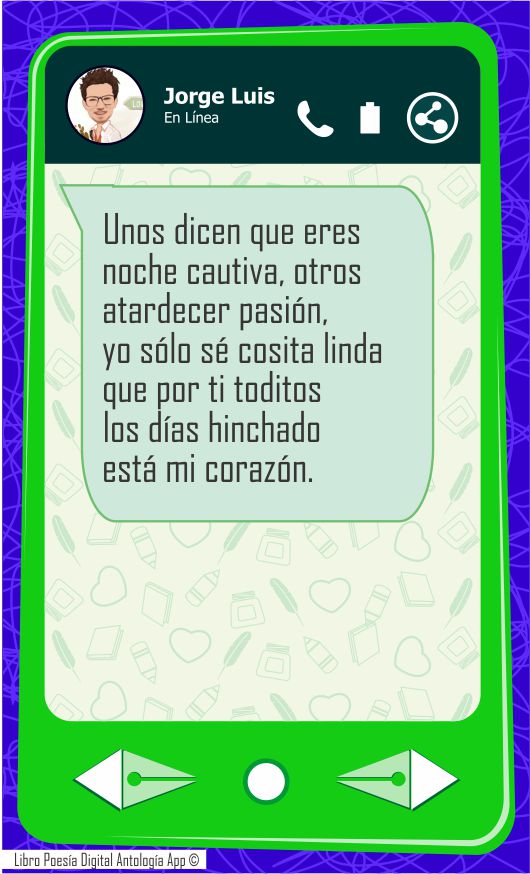 Jorge Luis
En Línea
Unos dicen que eres
noche cautiva, otros
atardecer pasión,
yo sólo sé cosita linda
que por ti toditos
los días hinchado
está mi corazón.
Libro Poesía Digital Antología App ©